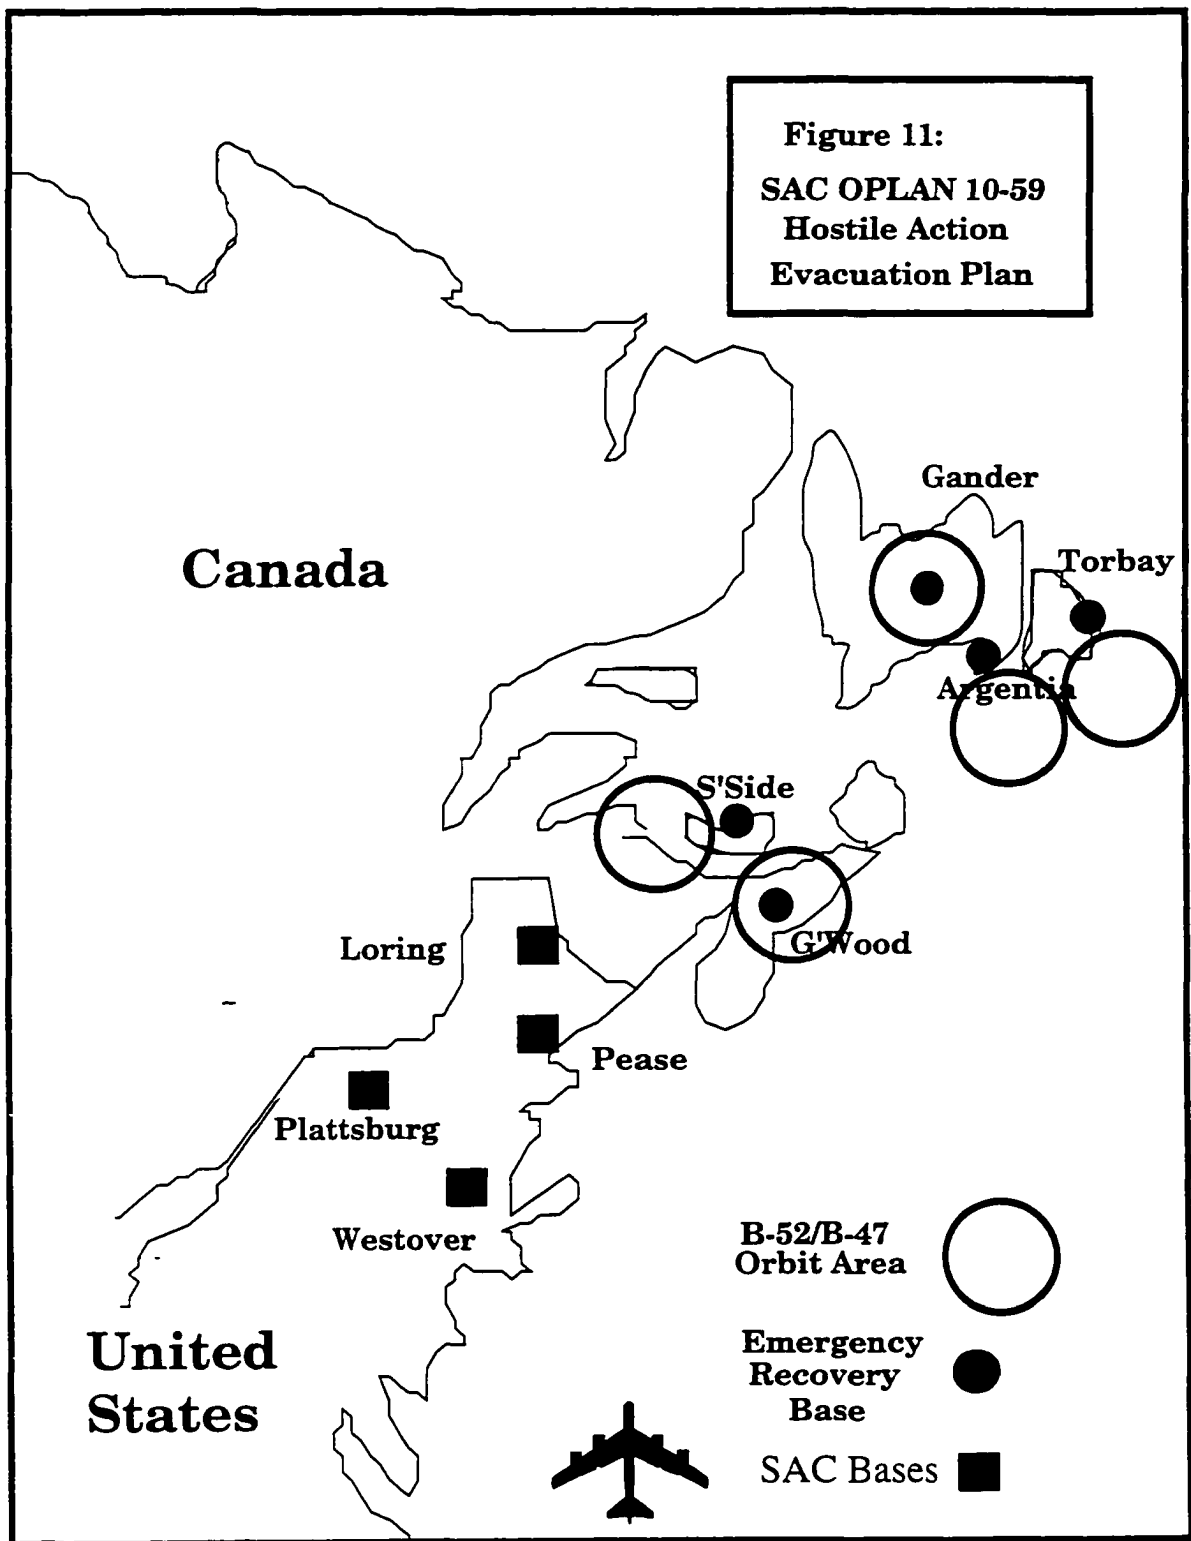 Figure 11:
SAC OPLAN 10-59
Hostile Action
Evacuation Plan
Gander
Canada
Torbay
Argentia
S'Side
G'Wood
Loring
Pease
Plattsburg
Westover
B-52/B-47
Orbit Area
United
States
Emergency
Recovery
Base
SAC Bases